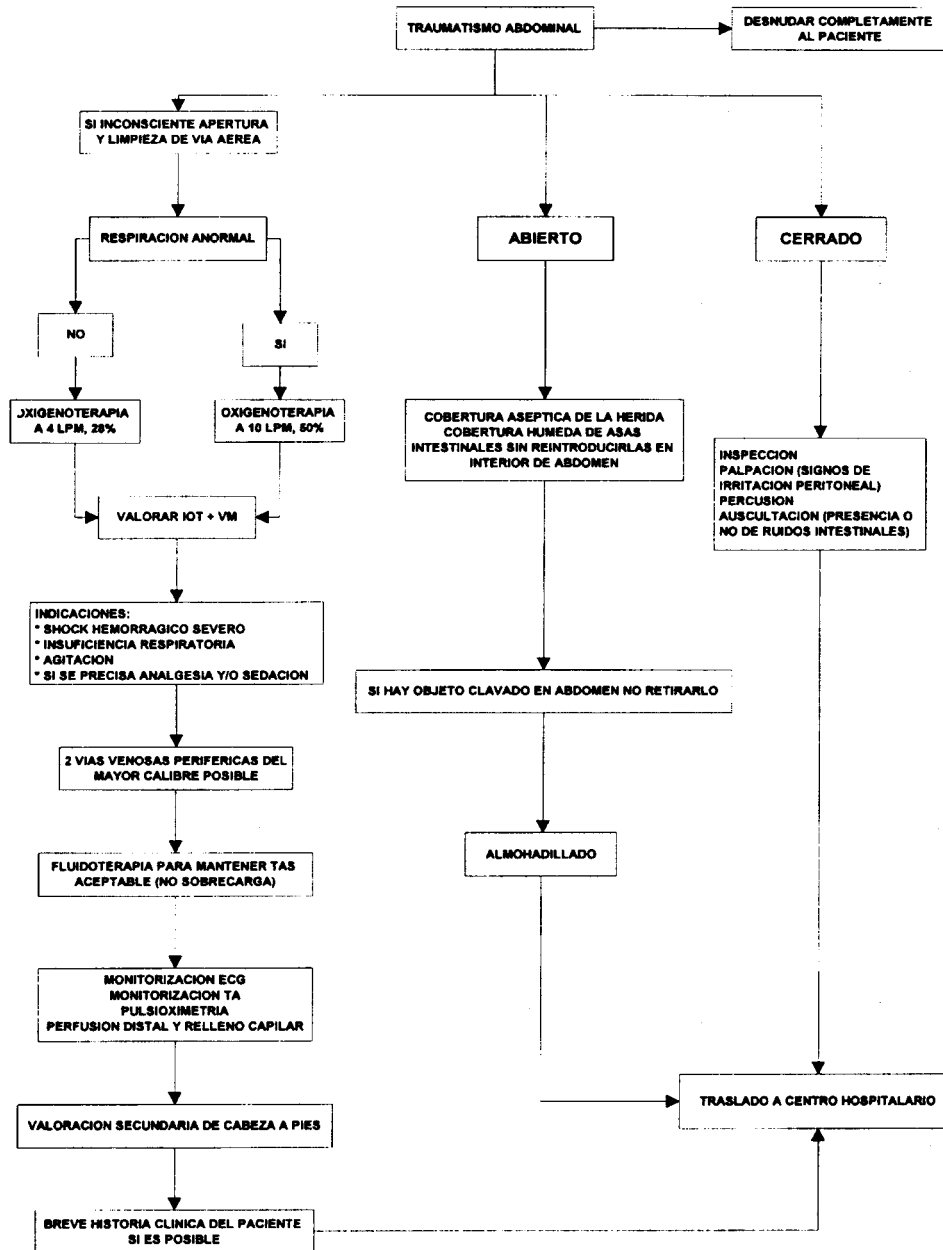 TRAUMATISMO ABDOMINAL
DESNUDAR COMPLETAMENTE
AL PACIENTE
SI INCONSCIENTE APERTURA
Y LIMPIEZA DE VIA AEREA
RESPIRACION ANORMAL
NO
SI
OXIGENOTERAPIA
A 4 LPM, 28%
OXIGENOTERAPIA
A 10 LPM, 50%
VALORAR IOT + VM
INDICACIONES:
* SHOCK HEMORRAGICO SEVERO
* INSUFICIENCIA RESPIRATORIA
* AGITACION
* SI SE PRECISA ANALGESIA Y/O SEDACION
2 VIAS VENOSAS PERIFERICAS DEL
MAYOR CALIBRE POSIBLE
FLUIDOTERAPIA PARA MANTENER TAS
ACEPTABLE (NO SOBRECARGA)
MONITORIZACION ECG
MONITORIZACION TA
PULSIOXIMETRIA
PERFUSION DISTAL Y RELLENO CAPILAR
VALORACION SECUNDARIA DE CABEZA A PIES
BREVE HISTORIA CLINICA DEL PACIENTE
SI ES POSIBLE
ABIERTO
COBERTURA ASEPTICA DE LA HERIDA
COBERTURA HUMEDA DE ASAS
INTESTINALES SIN REINTRODUCIRLAS EN
INTERIOR DE ABDOMEN
SI HAY OBJETO CLAVADO EN ABDOMEN NO RETIRARLO
ALMOHADILLADO
CERRADO
INSPECCION
PALPACION (SIGNOS DE
IRRITACION PERITONEAL)
PERCUSION
AUSCULTACION (PRESENCIA O
NO DE RUIDOS INTESTINALES)
TRASLADO A CENTRO HOSPITALARIO